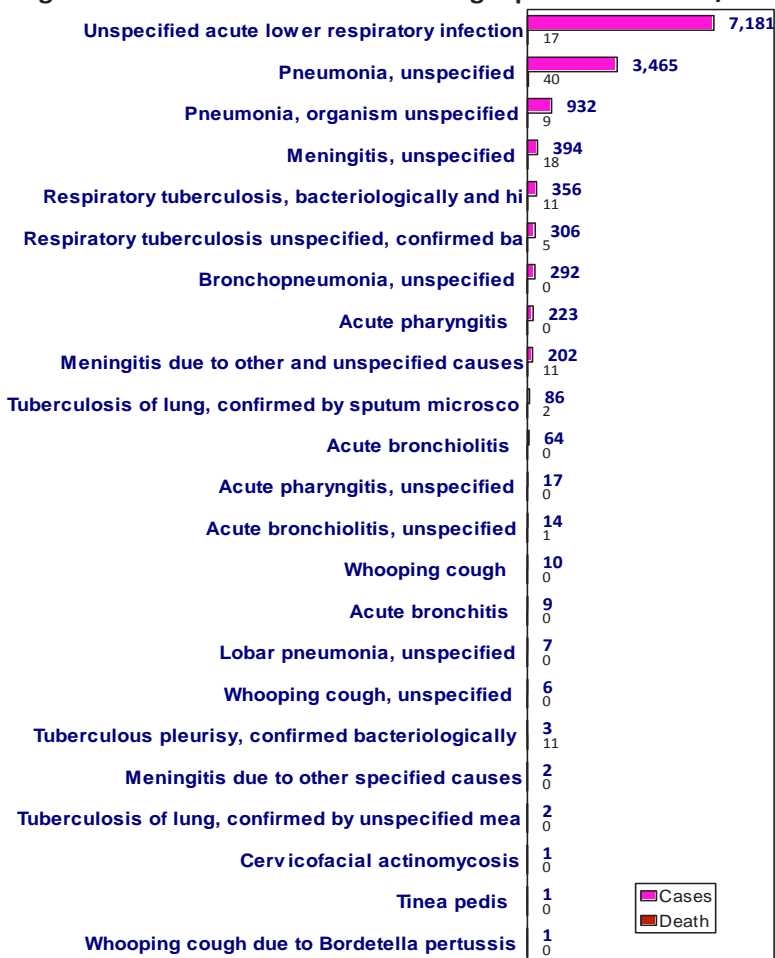 Unspecified acute lower respiratory infection 7,181
17
Pneumonia, unspecified 3,465
40
Pneumonia, organism unspecified 932
9
Meningitis, unspecified 394
18
Respiratory tuberculosis, bacteriologically and hi 356
11
Respiratory tuberculosis unspecified, confirmed ba 306
5
Bronchopneumonia, unspecified 292
0
Acute pharyngitis 223
0
Meningitis due to other and unspecified causes 202
11
Tuberculosis of lung, confirmed by sputum microsco 86
2
Acute bronchiolitis 64
0
Acute pharyngitis, unspecified 17
0
Acute bronchiolitis, unspecified 14
1
Whooping cough 10
0
Acute bronchitis 9
0
Lobar pneumonia, unspecified 7
0
Whooping cough, unspecified 6
0
Tuberculous pleurisy, confirmed bacteriologically 3
11
Meningitis due to other specified causes 2
0
Tuberculosis of lung, confirmed by unspecified mea 2
0
Cervicofacial actinomycosis 1
0
Tinea pedis 1
0
Whooping cough due to Bordetella pertussis 1
0
Cases
Death